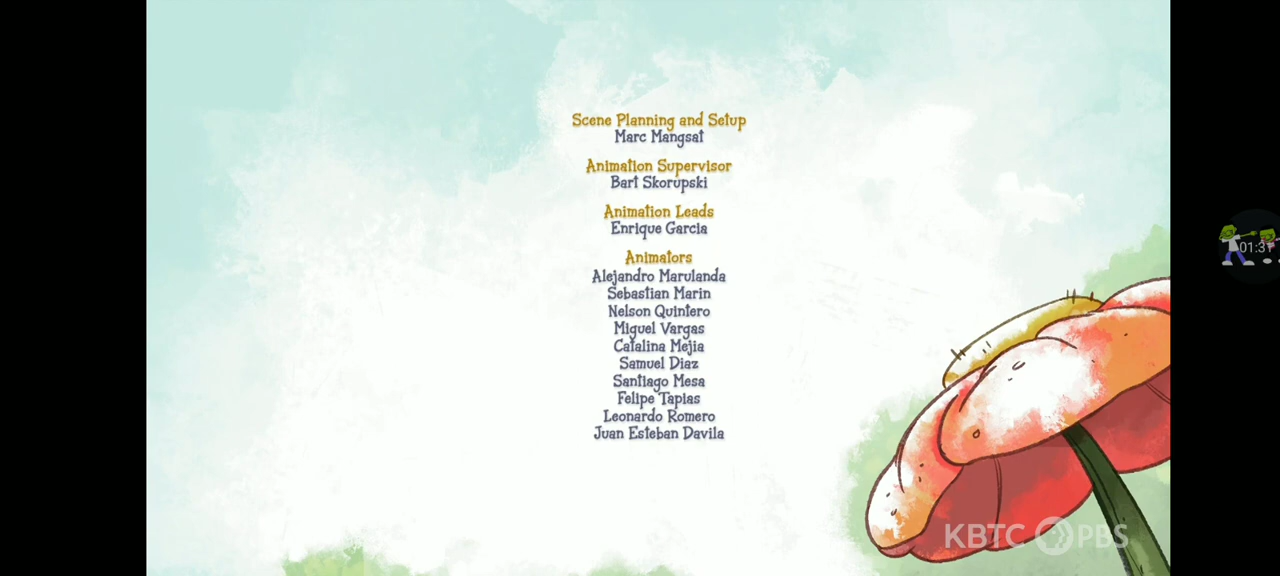 Scene Planning and Setup
Marc Mangsat
Animation Supervisor
Bart Skorupski
Animation Leads
Enrique Garcia
Animators
Alejandro Marulanda
Sebastian Marin
Nelson Quintero
Miguel Vargas
Catalina Mejia
Samuel Diaz
Santiago Mesa
Felipe Tapias
Leonardo Romero
Juan Esteban Davila
01:31
KBTC PBS